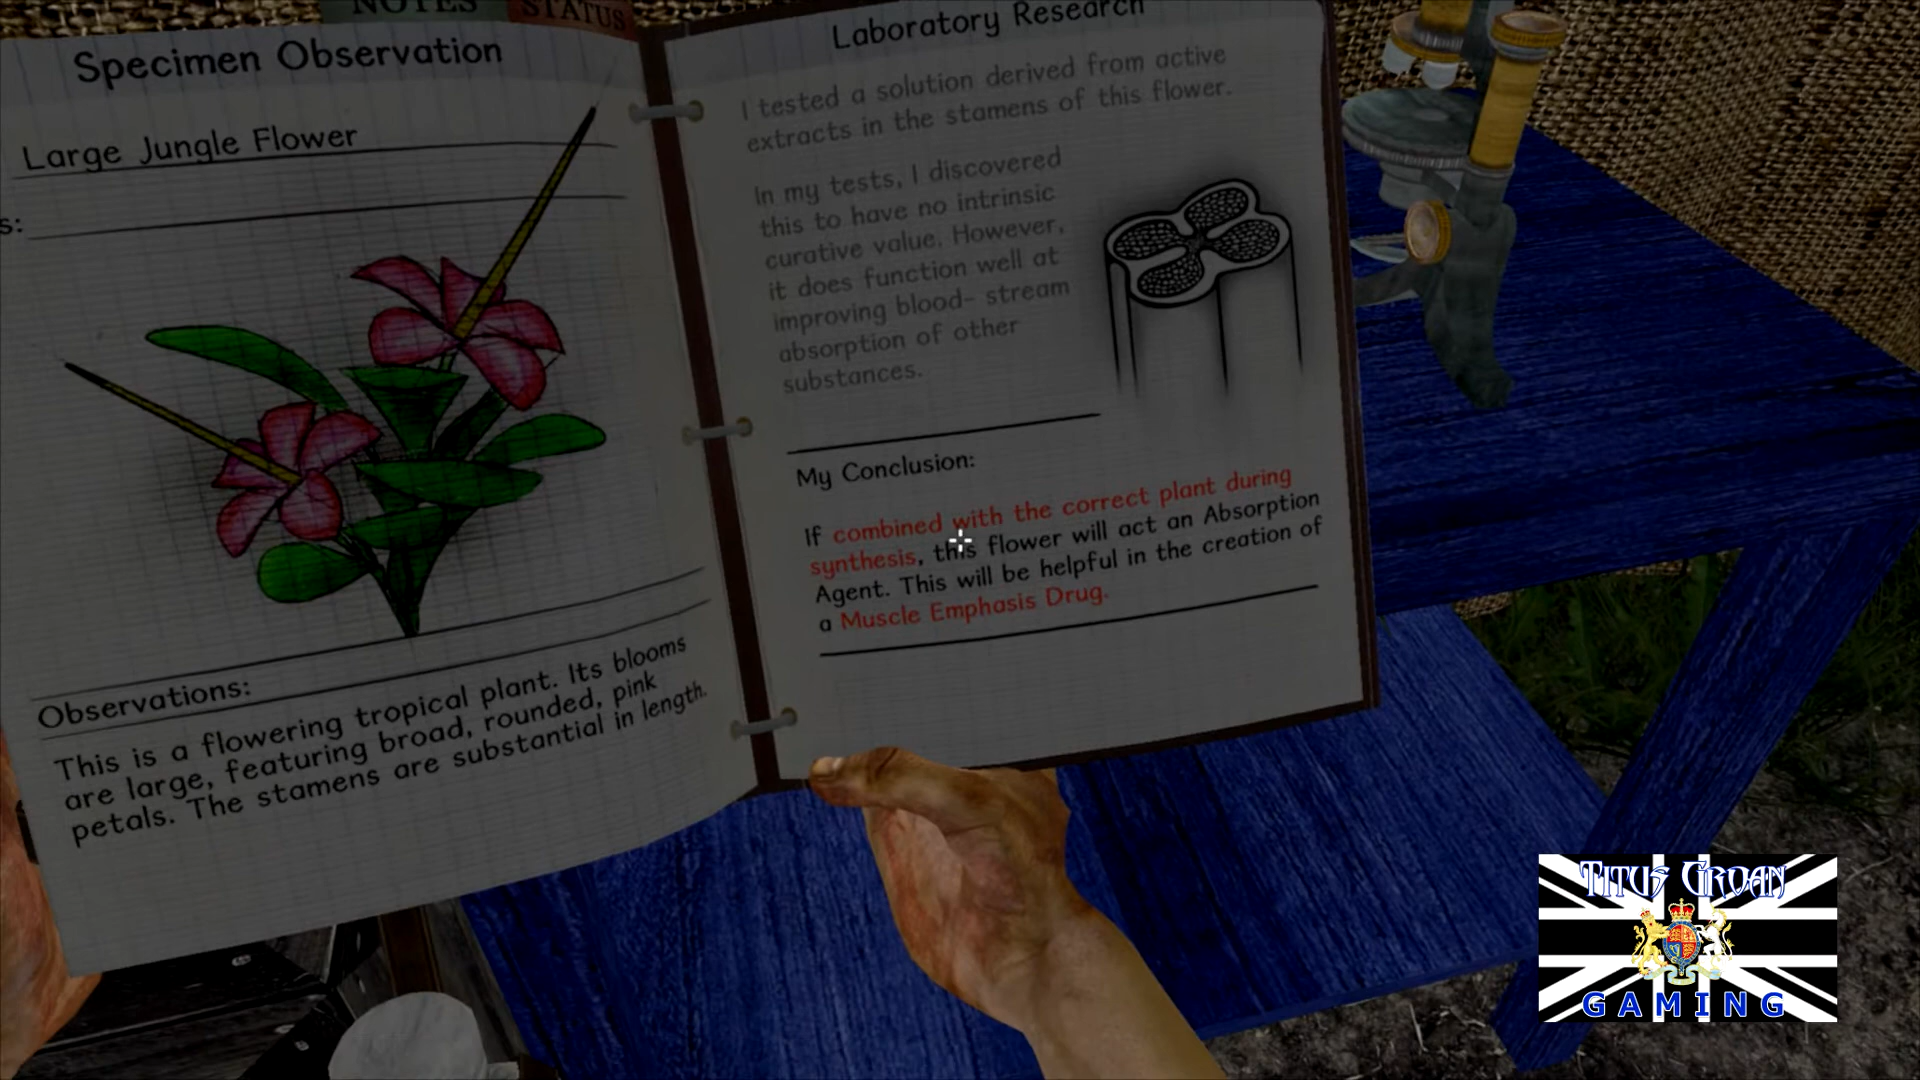 NOTES
STATUS
Specimen Observation
Large Jungle Flower
s:
Observations:
This is a flowering tropical plant. Its blooms
are large, featuring broad, rounded, pink
petals. The stamens are substantial in length.
Laboratory Research
I tested a solution derived from active
extracts in the stamens of this flower.
In my tests, I discovered
this to have no intrinsic
curative value. However,
it does function well at
improving blood- stream
absorption of other
substances.
My Conclusion:
If combined with the correct plant during
synthesis, this flower will act an Absorption
Agent. This will be helpful in the creation of
a Muscle Emphasis Drug.
TITUS GROAN
GAMING